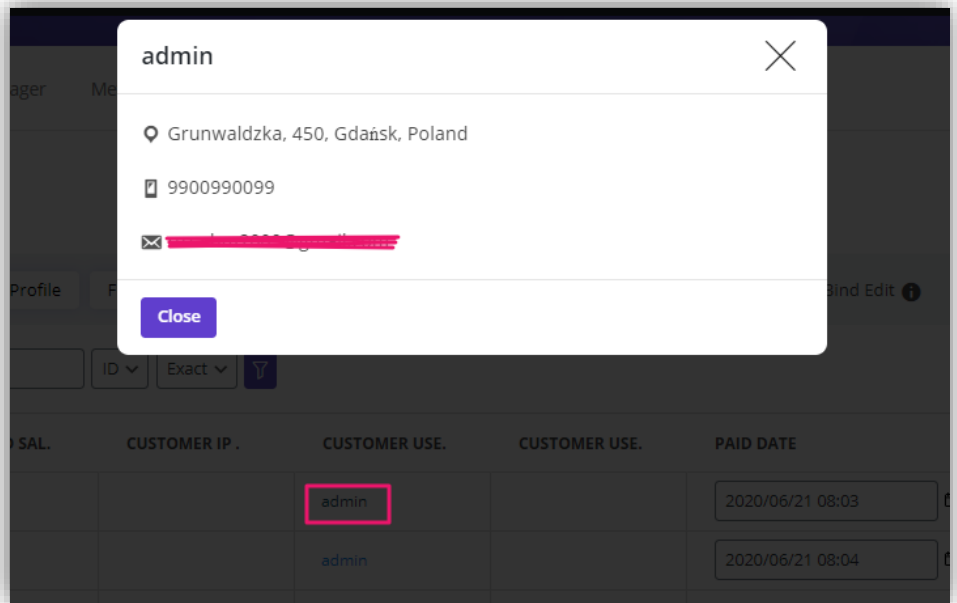 admin
ager Me
Grunwaldzka, 450, Gdańsk, Poland
9900990099
Profile F Bind Edit
Close
ID Exact
SAL. CUSTOMER IP . CUSTOMER USE. CUSTOMER USE. PAID DATE
admin 2020/06/21 08:03
admin 2020/06/21 08:04